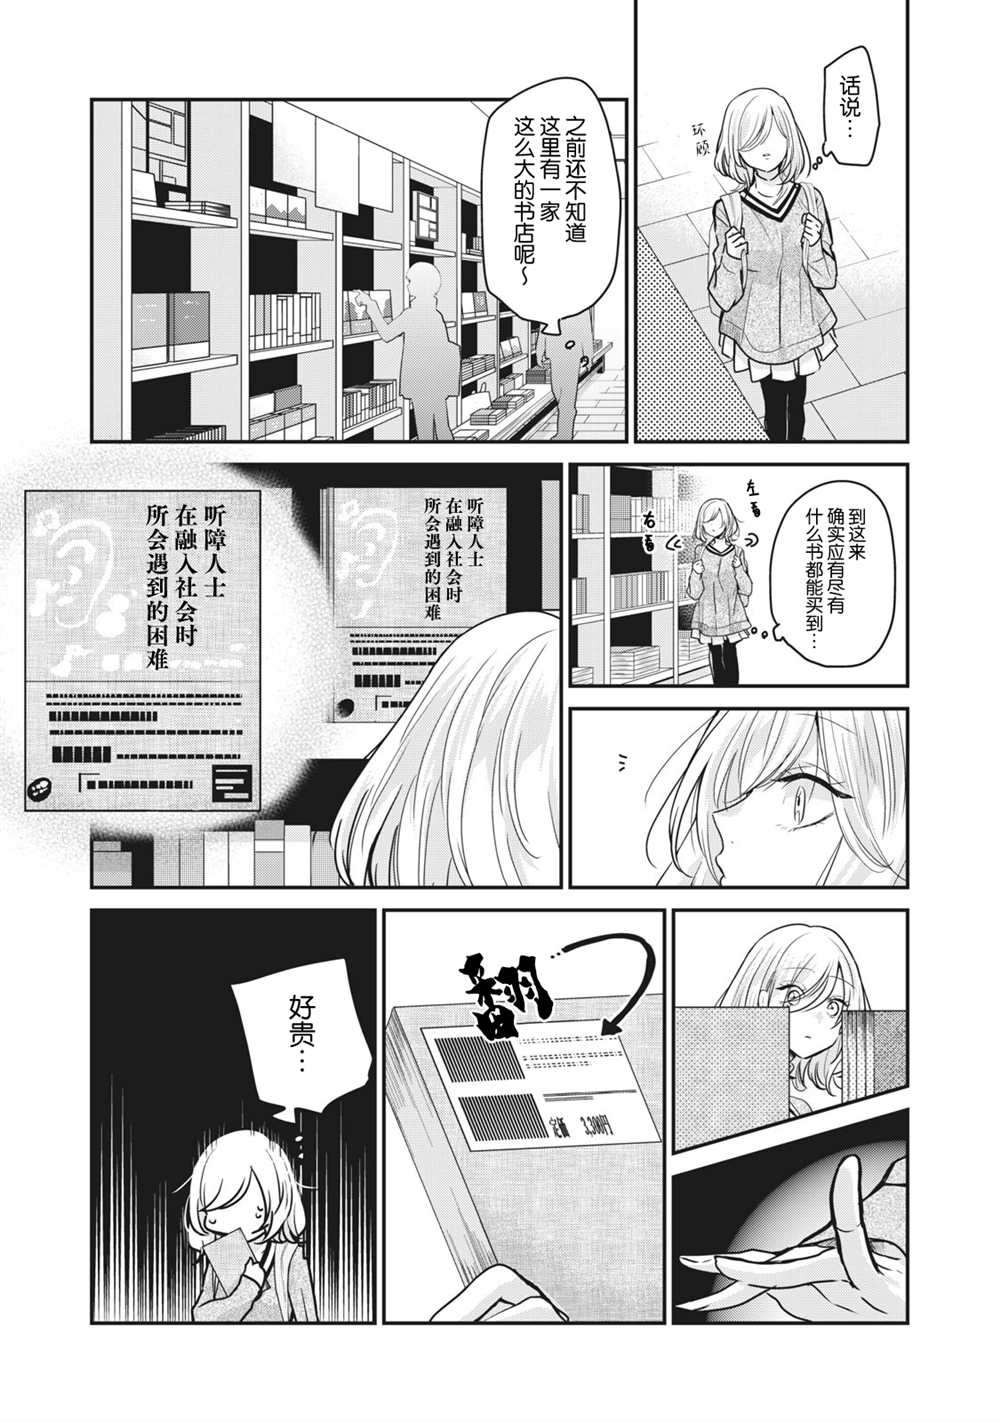 话说…
环顾
之前还不知道
这里有一家
这么大的书店呢～
到这来
确实应有尽有
什么书都能买到…
左看
右看
听障人士
在融入社会时
所会遇到的困难
听障人士
在融入社会时
所会遇到的困难
翻
定価 3,300円
好贵…